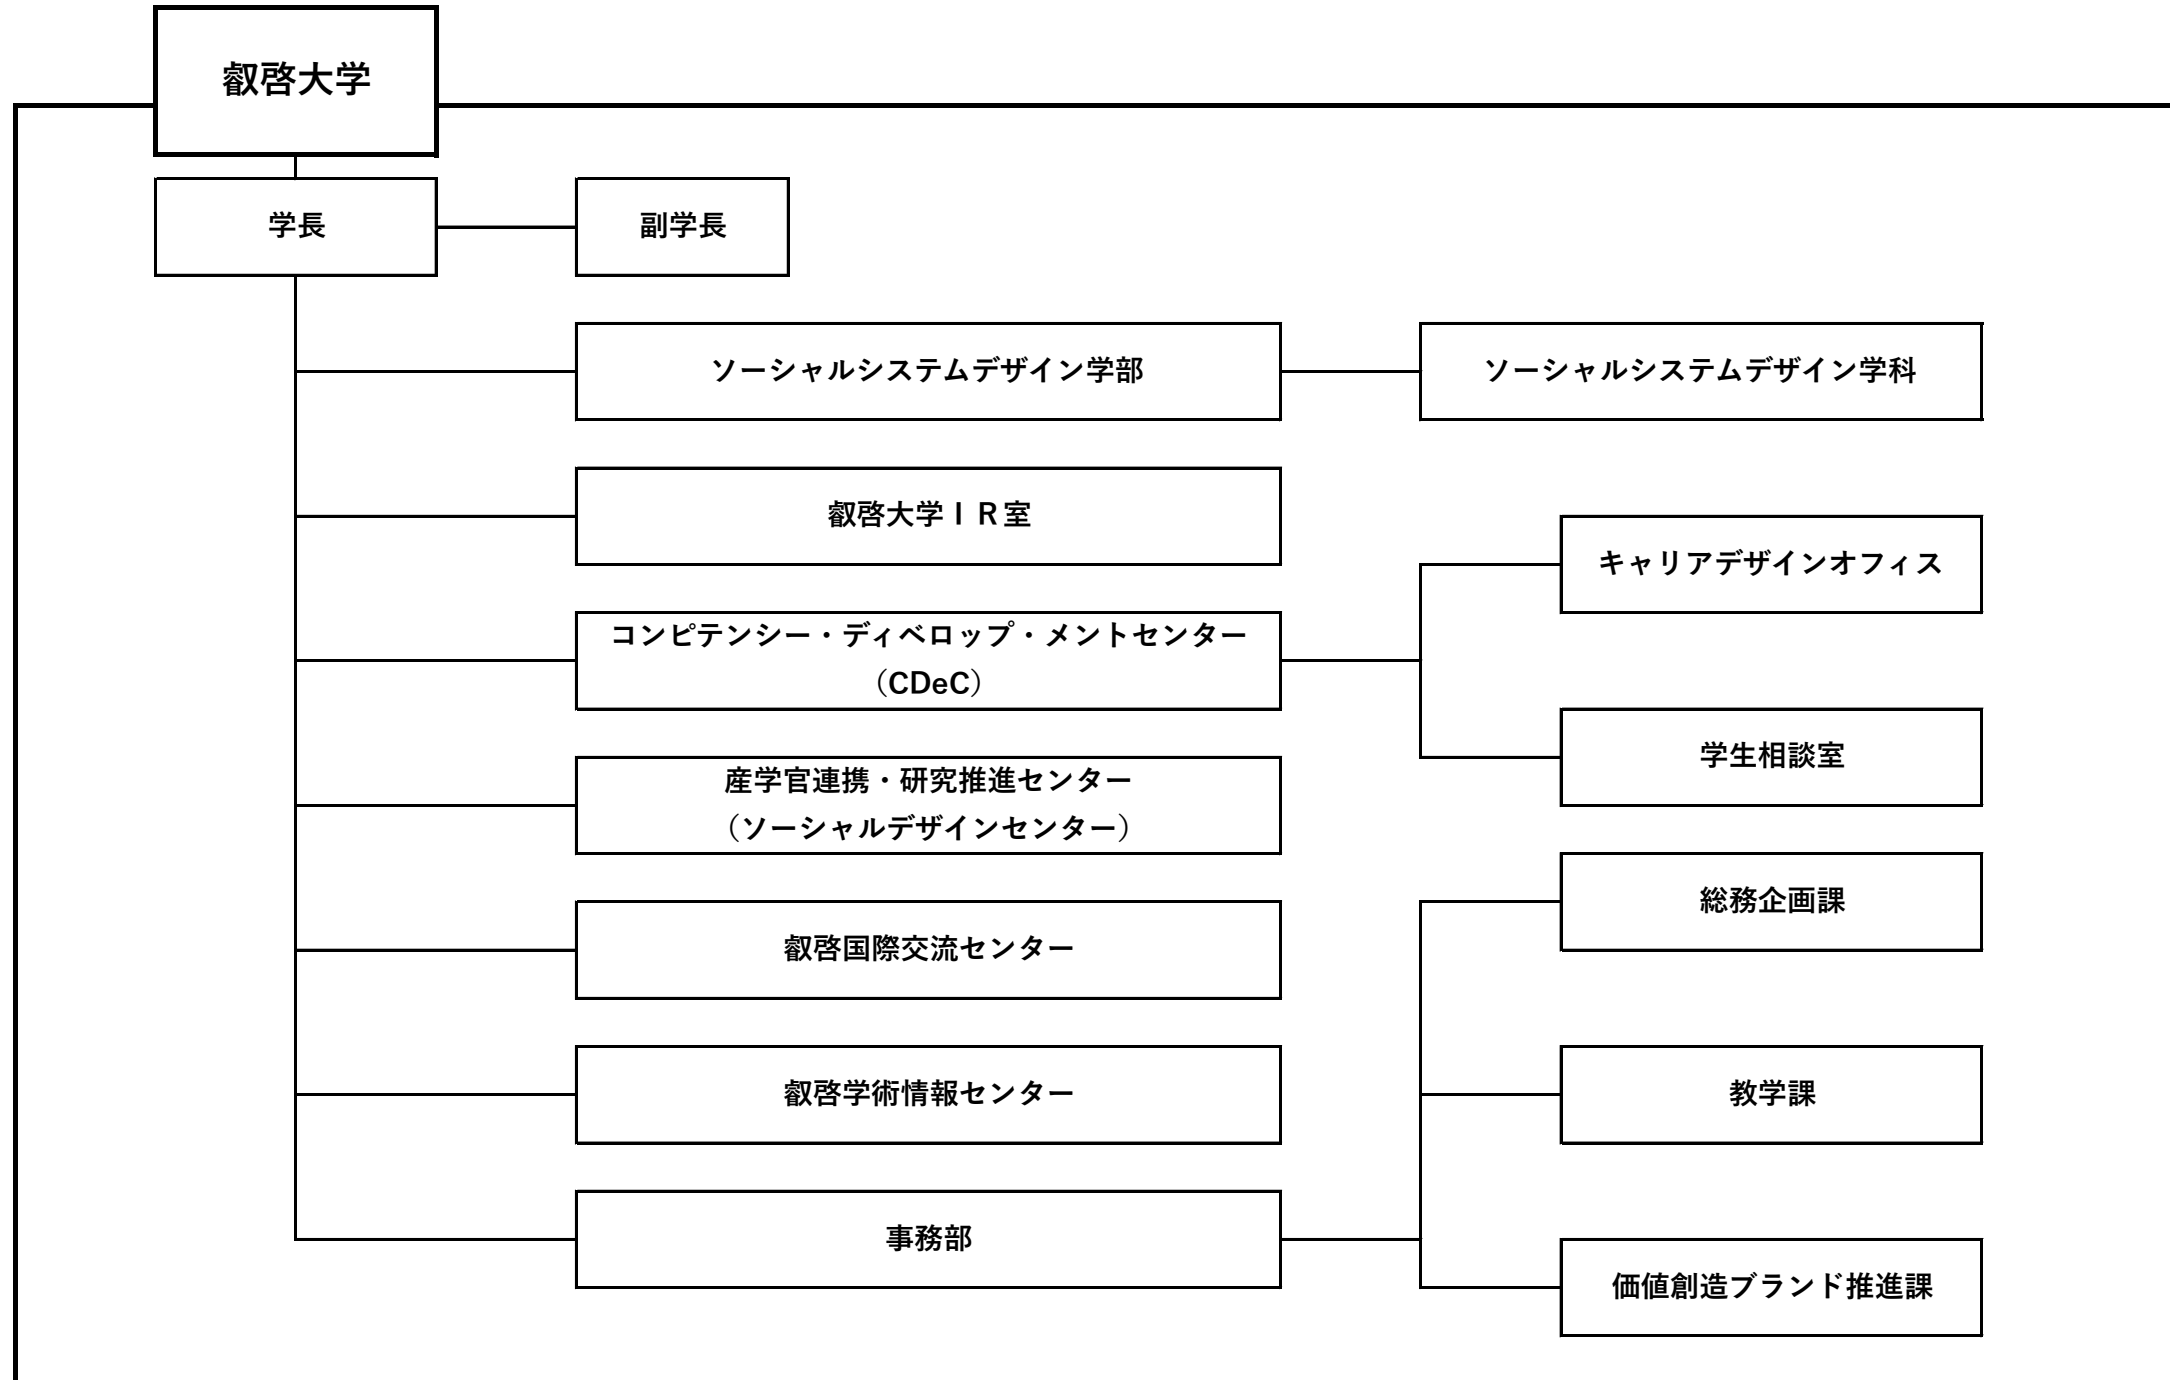 叡啓大学
学長
副学長
ソーシャルシステムデザイン学部
ソーシャルシステムデザイン学科
叡啓大学ＩＲ室
キャリアデザインオフィス
コンピテンシー・ディベロップ・メントセンター
（CDeC）
学生相談室
産学官連携・研究推進センター
（ソーシャルデザインセンター）
総務企画課
叡啓国際交流センター
叡啓学術情報センター
教学課
事務部
価値創造ブランド推進課